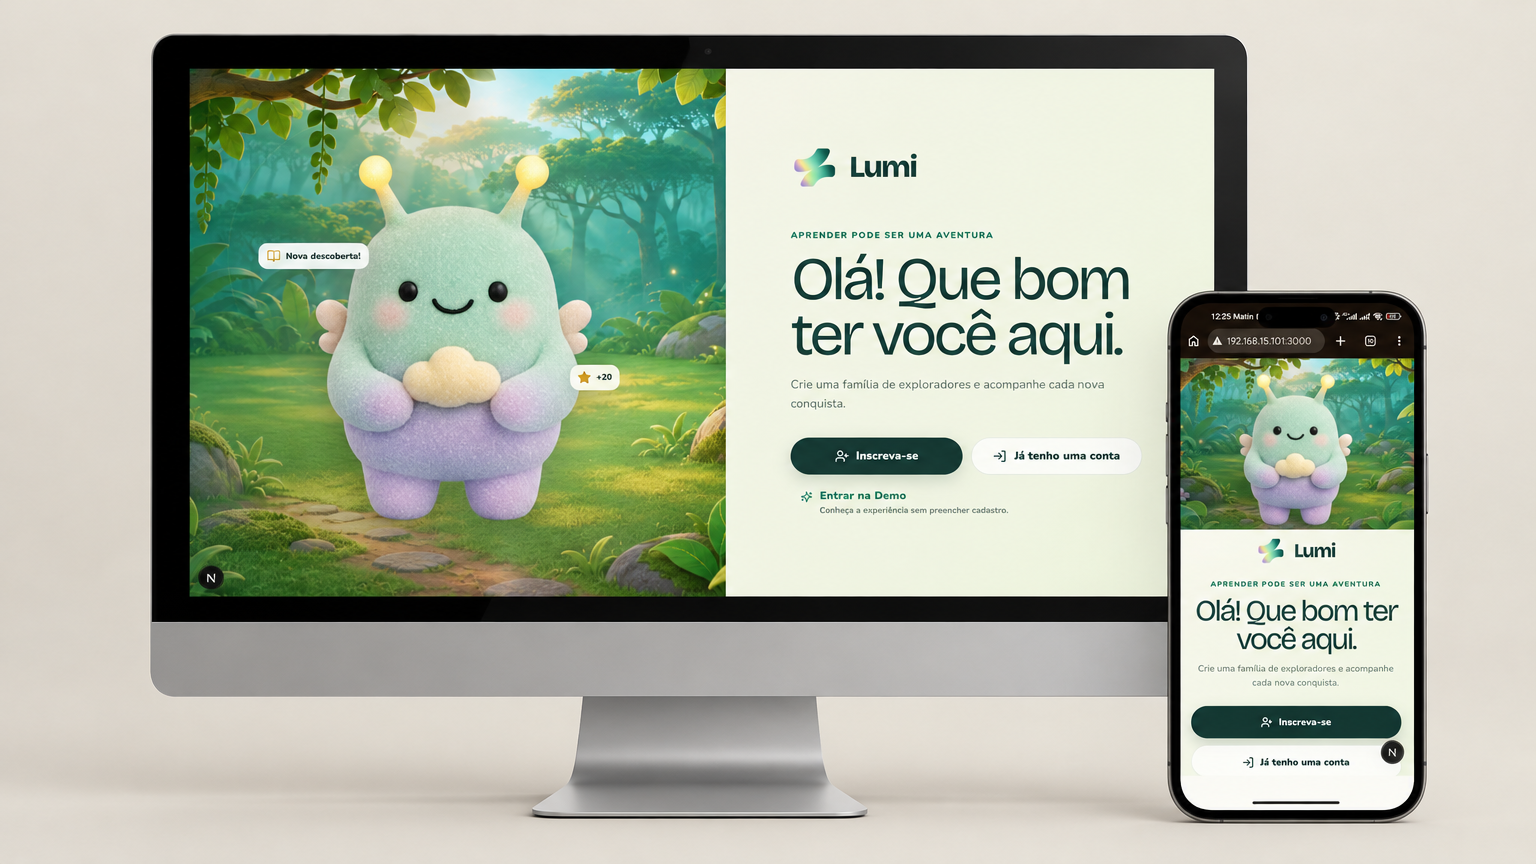 Nova descoberta!
+20
N
Lumi
APRENDER PODE SER UMA AVENTURA
Olá! Que bom
ter você aqui.
Crie uma família de exploradores e acompanhe cada nova
conquista.
Inscreva-se
Já tenho uma conta
Entrar na Demo
Conheça a experiência sem preencher cadastro.
12:25
192.168.15.101:3000
Lumi
APRENDER PODE SER UMA AVENTURA
Olá! Que bom ter
você aqui.
Crie uma família de exploradores e acompanhe
cada nova conquista.
Inscreva-se
N
Já tenho uma conta